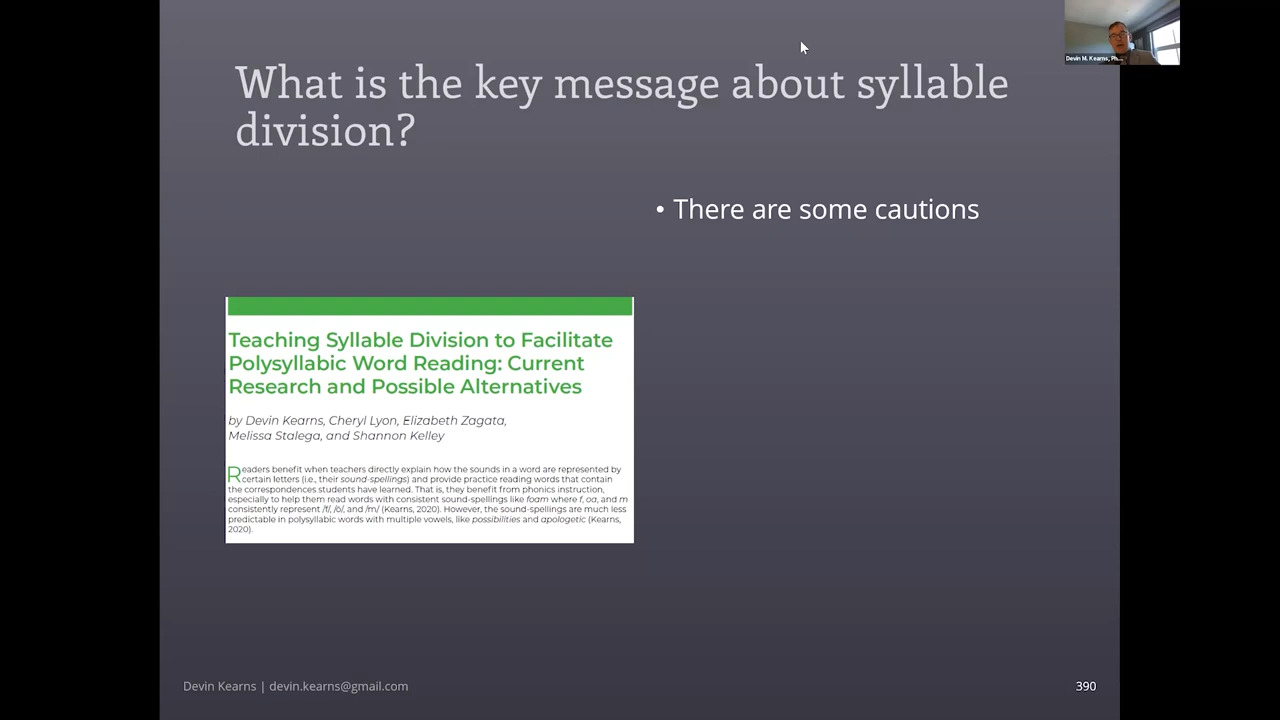 What is the key message about syllable
division?
• There are some cautions
Teaching Syllable Division to Facilitate
Polysyllabic Word Reading: Current
Research and Possible Alternatives
by Devin Kearns, Cheryl Lyon, Elizabeth Zagata,
Melissa Stalega, and Shannon Kelley
Readers benefit when teachers directly explain how the sounds in a word are represented by
certain letters (i.e., their sound-spellings) and provide practice reading words that contain
the correspondences students have learned. That is, they benefit from phonics instruction,
especially to help them read words with consistent sound-spellings like foam where f, oa, and m
consistently represent /f/, /ō/, and /m/ (Kearns, 2020). However, the sound-spellings are much less
predictable in polysyllabic words with multiple vowels, like possibilities and apologetic (Kearns,
2020).
Devin Kearns | devin.kearns@gmail.com
390
Devin M. Kearns, Ph...